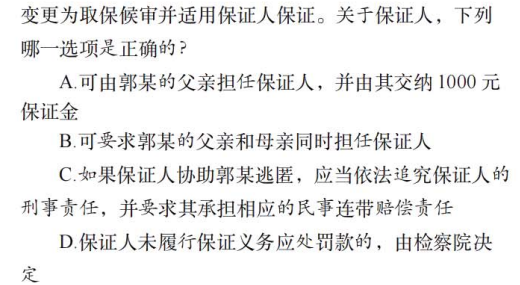 变更为取保候审并适用保证人保证。关于保证人，下列
哪一选项是正确的?
A.可由郭某的父亲担任保证人，并由其交纳1000元
保证金
B.可要求郭某的父亲和母亲同时担任保证人
C.如果保证人协助郭某逃匿，应当依法追究保证人的
刑事责任，并要求其承担相应的民事连带赔偿责任
D.保证人未履行保证义务应处罚款的，由检察院决
定